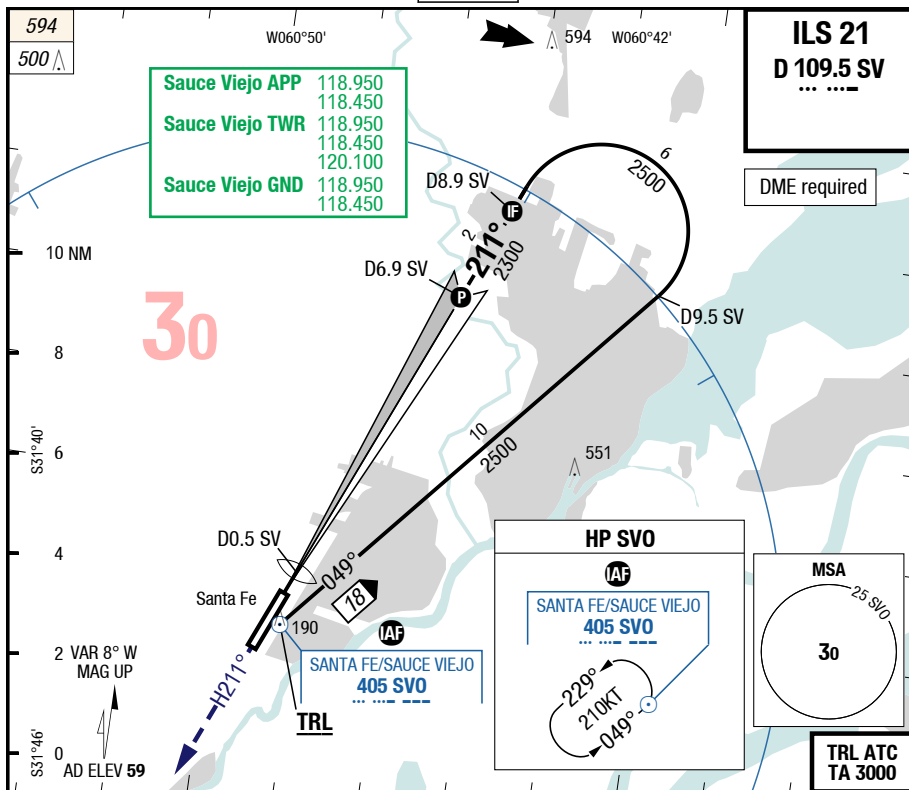 594
500
W060°50'
594
W060°42'
ILS 21
D 109.5 SV
DME required
Sauce Viejo APP 118.950
118.450
Sauce Viejo TWR 118.950
118.450
120.100
Sauce Viejo GND 118.950
118.450
D8.9 SV
IF
6
2500
2
211°
2300
D6.9 SV
P
D9.5 SV
10 NM
8
6
4
2
0
30
S31°40'
S31°46'
10
2500
551
D0.5 SV
049°
18
Santa Fe
190
IAF
SANTA FE/SAUCE VIEJO
405 SVO
TRL
H211°
VAR 8° W
MAG UP
AD ELEV 59
HP SVO
IAF
SANTA FE/SAUCE VIEJO
405 SVO
229°
210KT
049°
MSA
25 SVO
30
TRL ATC
TA 3000